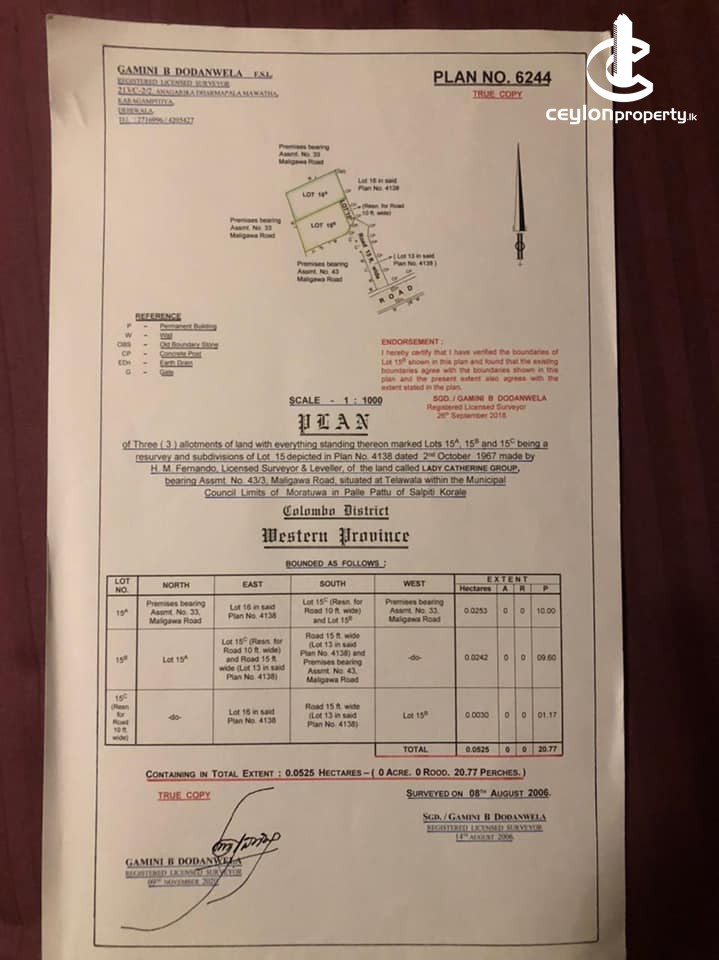 GAMINI B DODANWELA F.S.L
REGISTERED LICENSED SURVEYOR
213/C-2/2, ANAGARIKA DHARMAPALA MAWATHA,
KARAGAMPITIYA,
DEHIWALA.
TEL : 2716996 / 4205427
PLAN NO. 6244
TRUE COPY
CEYLONproperty.lk
Premises bearing
Assmt. No. 33
Maligawa Road
Lot 16 in said
Plan No. 4138
(Resn. for Road
10 ft. wide)
LOT 15A
LOT 15B
Premises bearing
Assmt. No. 33
Maligawa Road
Premises bearing
Assmt. No. 43
Maligawa Road
Road 15 ft. wide
( Lot 13 in said
Plan No. 4138 )
ROAD
REFERENCE
P – Permanent Building
W – Wall
OBS – Old Boundary Stone
CP – Concrete Post
EDn – Earth Drain
G – Gate
ENDORSEMENT :
I hereby certify that I have verified the boundaries of
Lot 15B shown in this plan and found that the existing
boundaries agree with the boundaries shown in this
plan and the present extent also agrees with the
extent stated in the plan.
SGD. / GAMINI B DODANWELA
Registered Licensed Surveyor
26th September 2018.
SCALE - 1 : 1000
PLAN
of Three ( 3 ) allotments of land with everything standing thereon marked Lots 15A, 15B and 15C being a
resurvey and subdivisions of Lot 15 depicted in Plan No. 4138 dated 2nd October 1967 made by
H. M. Fernando, Licensed Surveyor & Leveller, of the land called LADY CATHERINE GROUP,
bearing Assmt. No. 43/3, Maligawa Road, situated at Telawala within the Municipal
Council Limits of Moratuwa in Palle Pattu of Salpiti Korale
Colombo District
Western Province
BOUNDED AS FOLLOWS :
LOT NO. NORTH EAST SOUTH WEST EXTENT
Hectares A R P
15A Premises bearing Assmt. No. 33, Maligawa Road Lot 16 in said Plan No. 4138 Lot 15C (Resn. for Road 10 ft. wide) and Lot 15B Premises bearing Assmt. No. 33, Maligawa Road 0.0253 0 0 10.00
15B Lot 15A Lot 15C (Resn. for Road 10 ft. wide) and Road 15 ft. wide (Lot 13 in said Plan No. 4138) Road 15 ft. wide (Lot 13 in said Plan No. 4138) and Premises bearing Assmt. No. 43, Maligawa Road -do- 0.0242 0 0 09.60
15C (Resn. for Road 10 ft. wide) -do- Lot 16 in said Plan No. 4138 Road 15 ft. wide (Lot 13 in said Plan No. 4138) Lot 15B 0.0030 0 0 01.17
TOTAL 0.0525 0 0 20.77
CONTAINING IN TOTAL EXTENT : 0.0525 HECTARES – ( 0 ACRE. 0 ROOD. 20.77 PERCHES. )
TRUE COPY
SURVEYED ON 08TH AUGUST 2006.
SGD. / GAMINI B DODANWELA
REGISTERED LICENSED SURVEYOR
14TH AUGUST 2006.
GAMINI B DODANWELA
REGISTERED LICENSED SURVEYOR
09TH NOVEMBER 2020